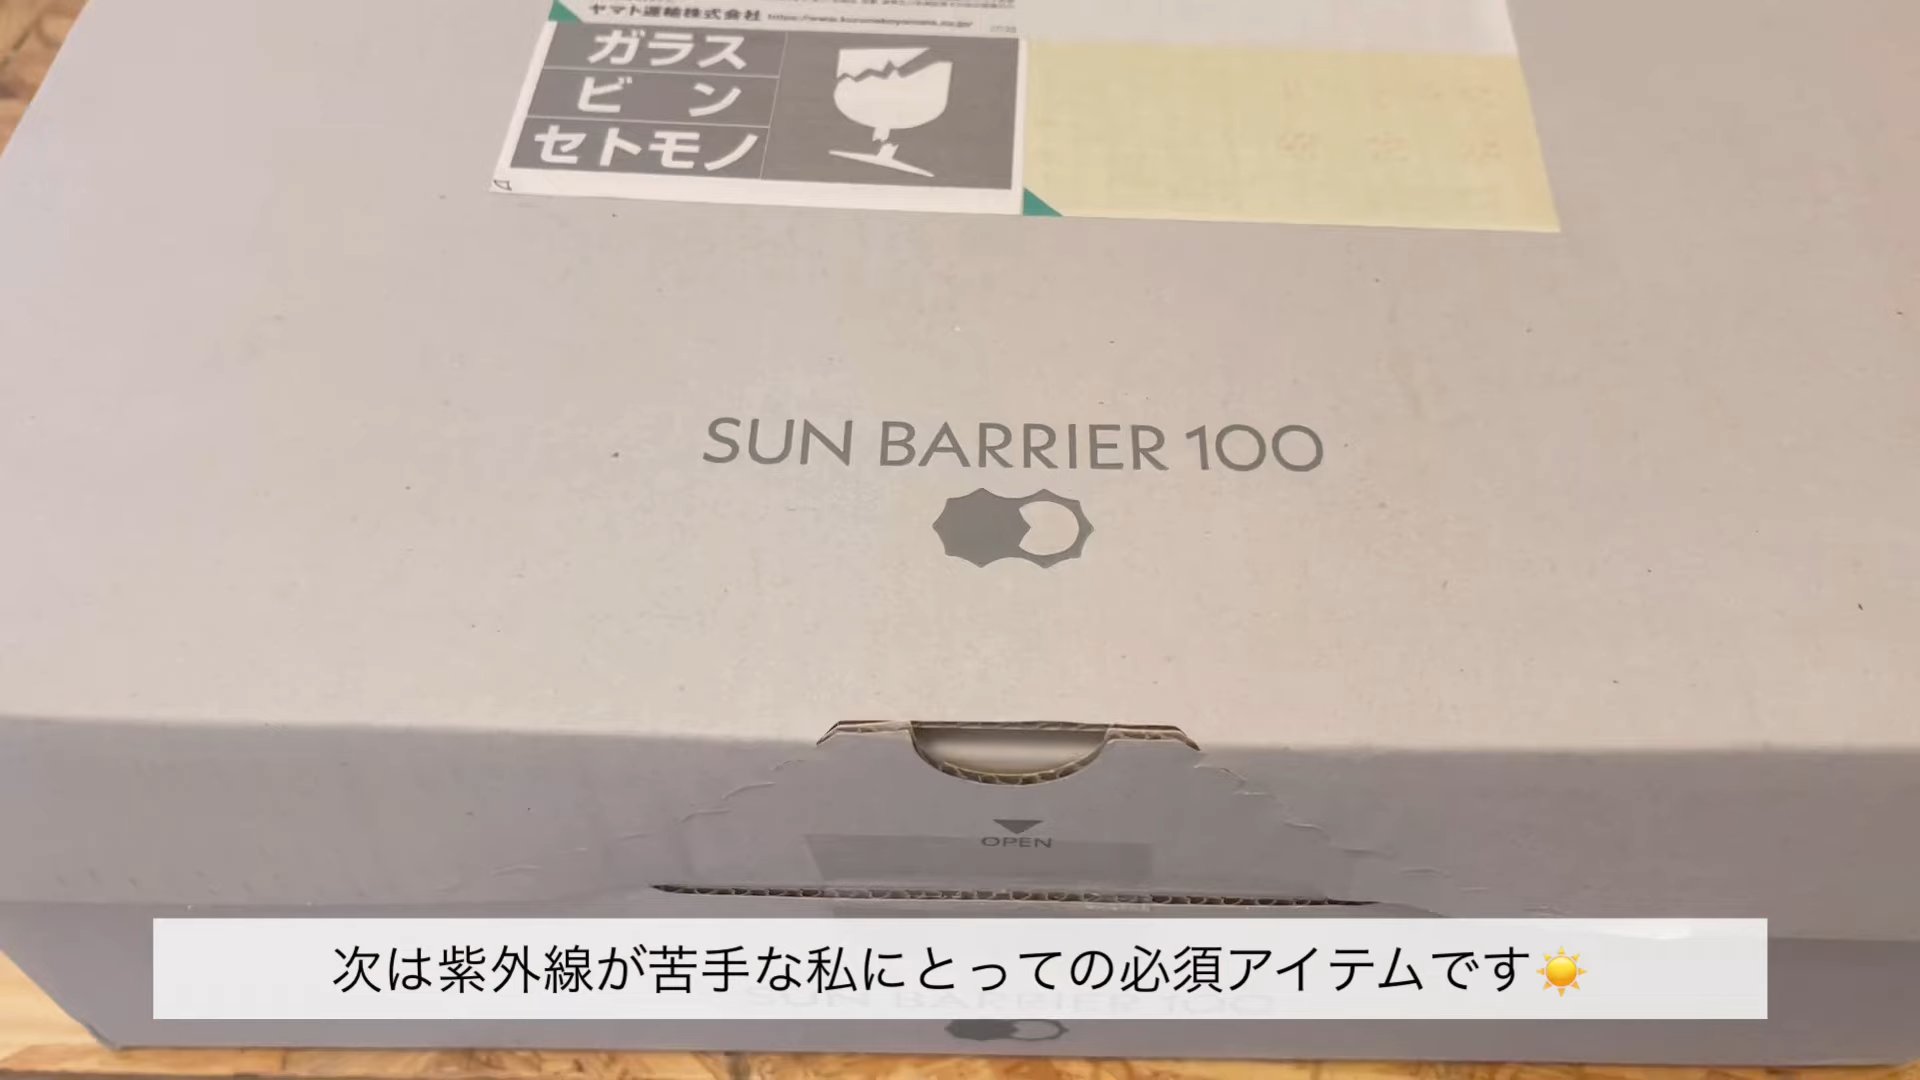 ヤマト運輸株式会社
ガラス
ビン
セトモノ
SUN BARRIER 100
OPEN
次は紫外線が苦手な私にとっての必須アイテムです☀️
SUN BARRIER 100